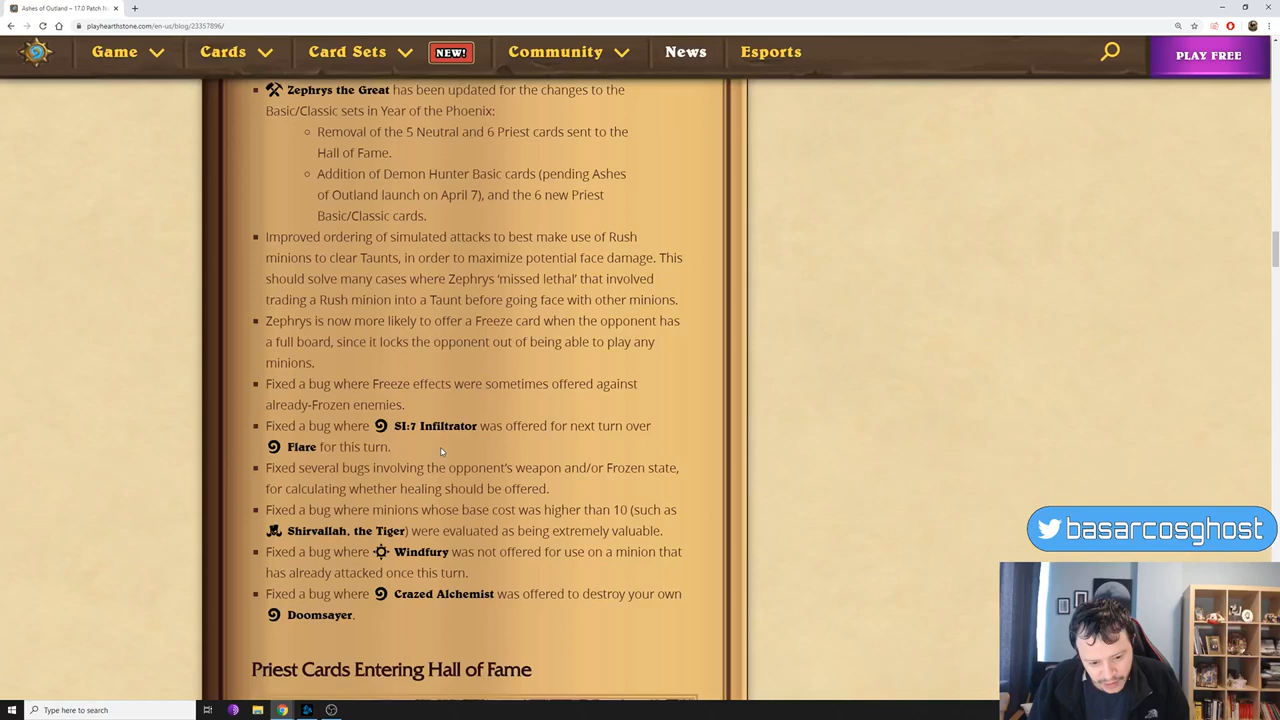 Ashes of Outland – 17.0 Patch N
playhearthstone.com/en-us/blog/23357896/
Game Cards Card Sets NEW! Community News Esports PLAY FREE
Zephrys the Great has been updated for the changes to the
Basic/Classic sets in Year of the Phoenix:
Removal of the 5 Neutral and 6 Priest cards sent to the
Hall of Fame.
Addition of Demon Hunter Basic cards (pending Ashes
of Outland launch on April 7), and the 6 new Priest
Basic/Classic cards.
Improved ordering of simulated attacks to best make use of Rush
minions to clear Taunts, in order to maximize potential face damage. This
should solve many cases where Zephrys ‘missed lethal’ that involved
trading a Rush minion into a Taunt before going face with other minions.
Zephrys is now more likely to offer a Freeze card when the opponent has
a full board, since it locks the opponent out of being able to play any
minions.
Fixed a bug where Freeze effects were sometimes offered against
already-Frozen enemies.
Fixed a bug where SI:7 Infiltrator was offered for next turn over
Flare for this turn.
Fixed several bugs involving the opponent’s weapon and/or Frozen state,
for calculating whether healing should be offered.
Fixed a bug where minions whose base cost was higher than 10 (such as
Shirvallah, the Tiger) were evaluated as being extremely valuable.
Fixed a bug where Windfury was not offered for use on a minion that
has already attacked once this turn.
Fixed a bug where Crazed Alchemist was offered to destroy your own
Doomsayer.
Priest Cards Entering Hall of Fame
basarcosghost
Type here to search